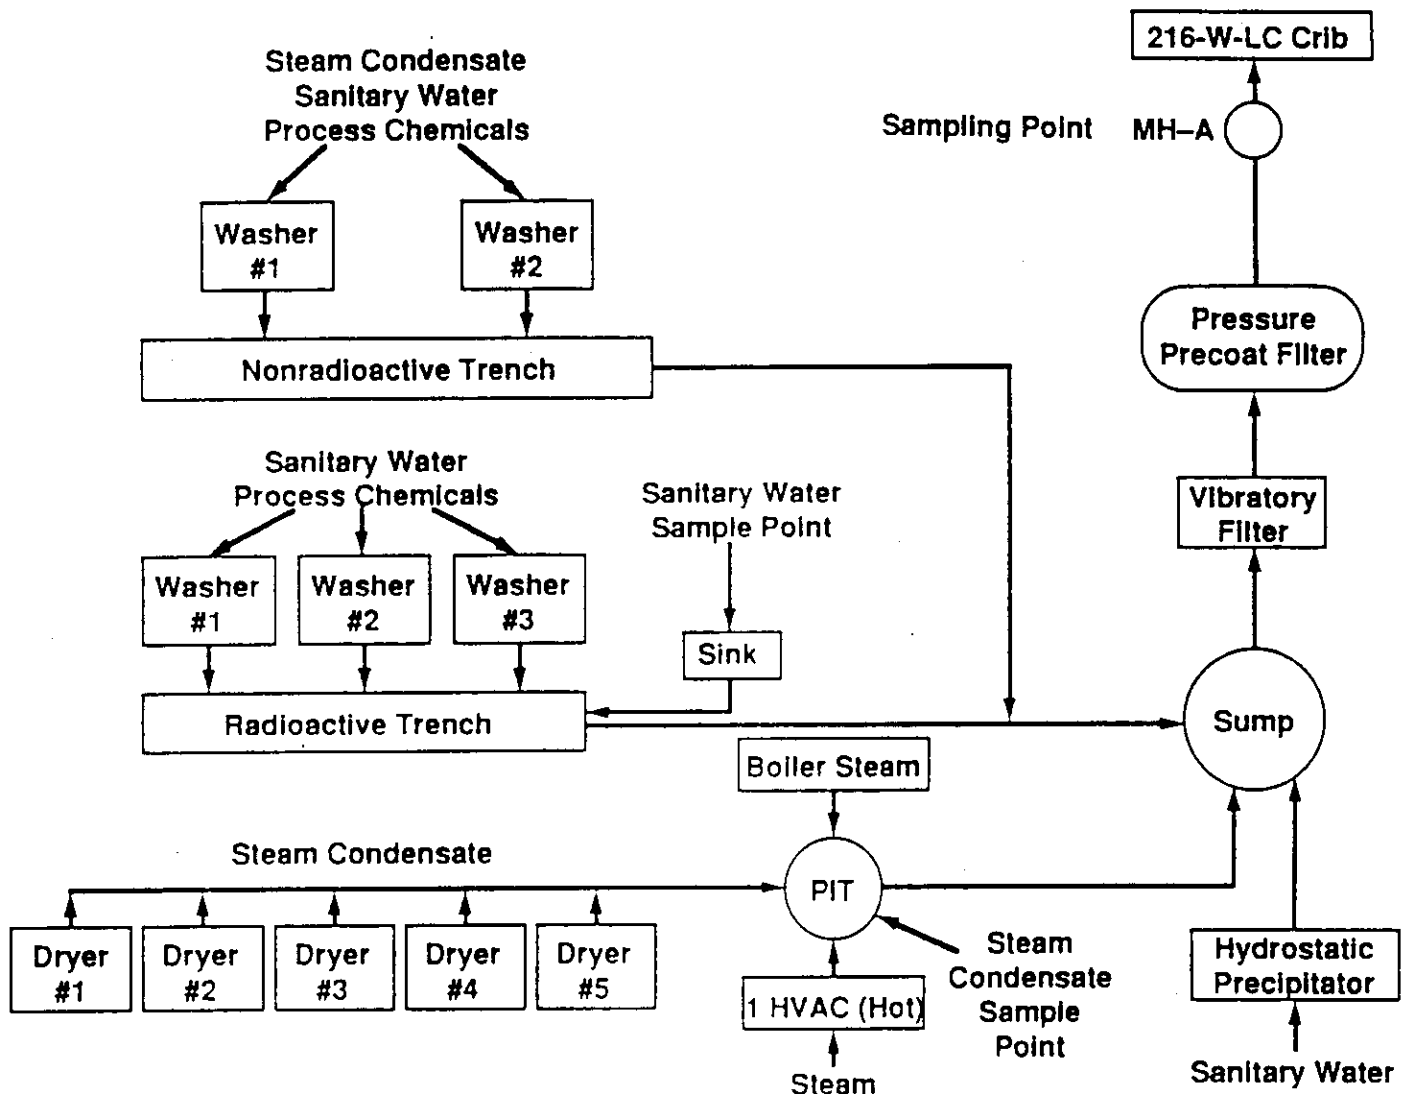 216-W-LC Crib
Sampling Point MH-A
Steam Condensate
Sanitary Water
Process Chemicals
Washer
#1
Washer
#2
Nonradioactive Trench
Pressure
Precoat Filter
Sanitary Water
Process Chemicals
Sanitary Water
Sample Point
Vibratory
Filter
Washer
#1
Washer
#2
Washer
#3
Sink
Radioactive Trench
Sump
Boiler Steam
Steam Condensate
PIT
Dryer
#1
Dryer
#2
Dryer
#3
Dryer
#4
Dryer
#5
1 HVAC (Hot)
Steam
Steam
Condensate
Sample
Point
Hydrostatic
Precipitator
Sanitary Water